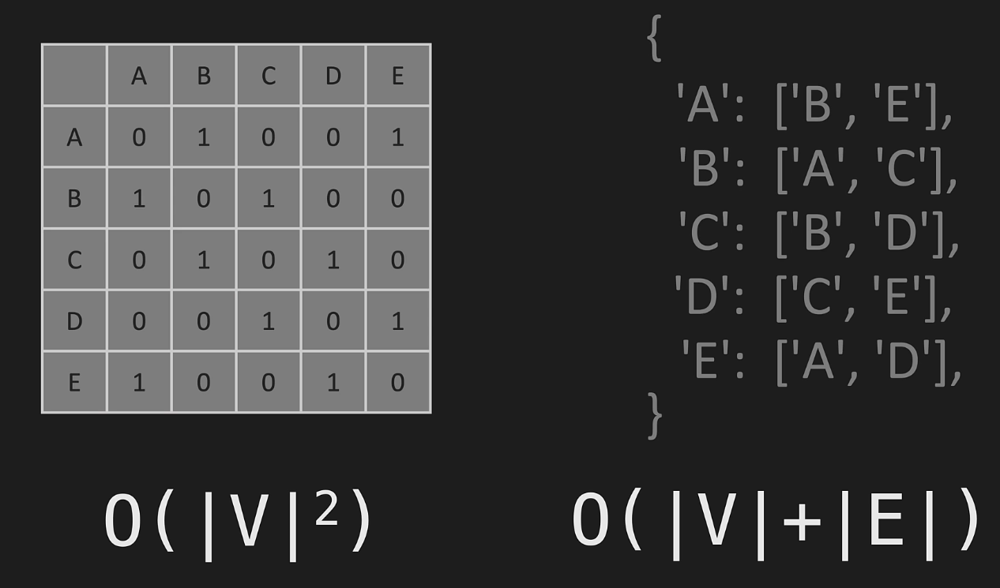 A B C D E
A 0 1 0 0 1
B 1 0 1 0 0
C 0 1 0 1 0
D 0 0 1 0 1
E 1 0 0 1 0
O(|V|²)
{
'A': ['B', 'E'],
'B': ['A', 'C'],
'C': ['B', 'D'],
'D': ['C', 'E'],
'E': ['A', 'D'],
}
O(|V|+|E|)